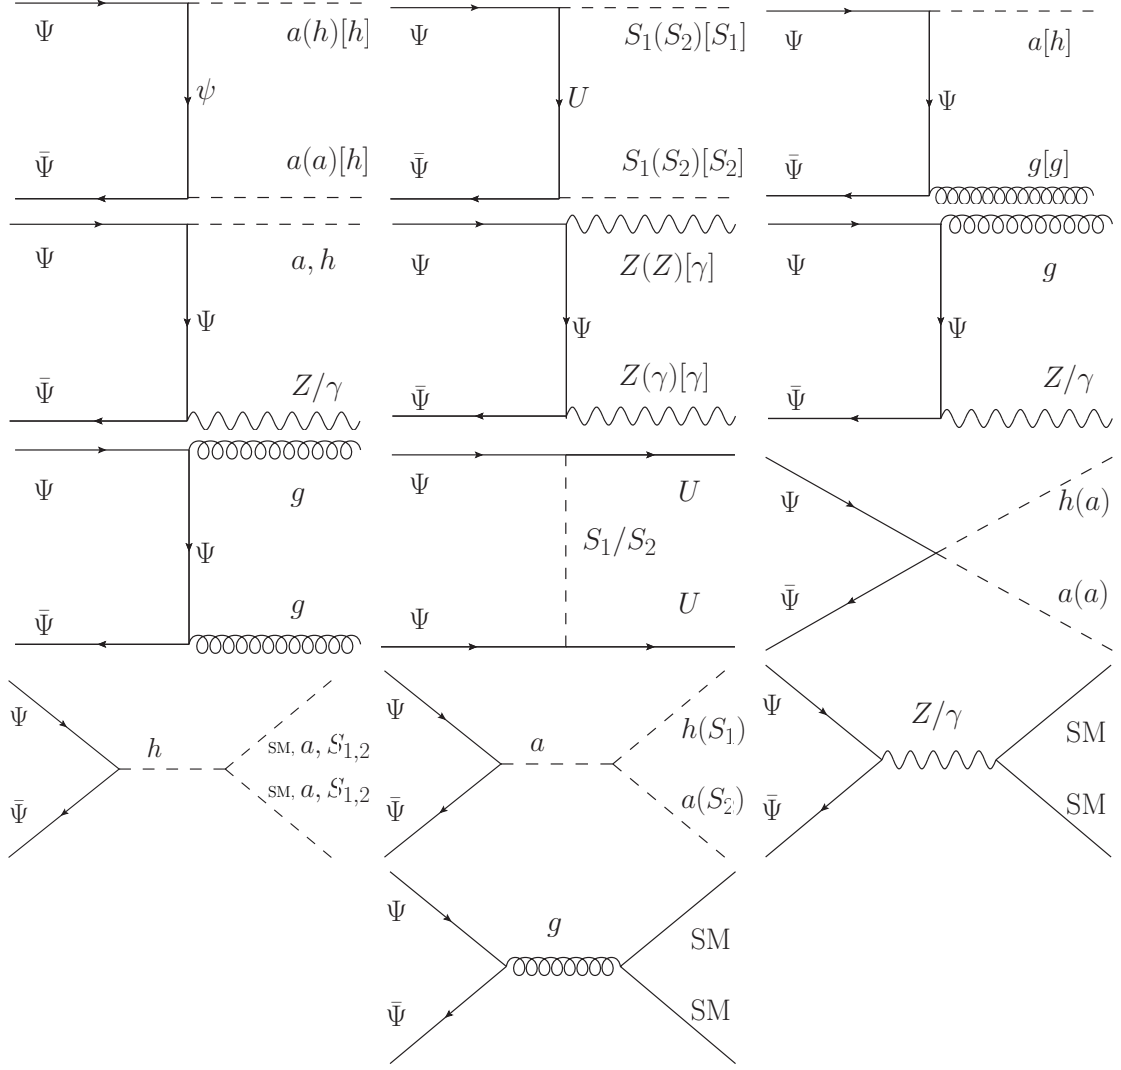 Ψ a(h)[h]
ψ
Ψ̄ a(a)[h]
Ψ S₁(S₂)[S₁]
U
Ψ̄ S₁(S₂)[S₂]
Ψ a[h]
Ψ
Ψ̄ g[g]
Ψ a, h
Ψ
Ψ̄ Z/γ
Ψ Z(Z)[γ]
Ψ
Ψ̄ Z(γ)[γ]
Ψ g
Ψ
Ψ̄ Z/γ
Ψ g
Ψ
Ψ̄ g
Ψ U
S₁/S₂
Ψ U
Ψ h(a)
Ψ̄ a(a)
Ψ h SM, a, S₁,₂
Ψ̄ SM, a, S₁,₂
Ψ a h(S₁)
Ψ̄ a(S₂)
Ψ Z/γ SM
Ψ̄ SM
Ψ g SM
Ψ̄ SM